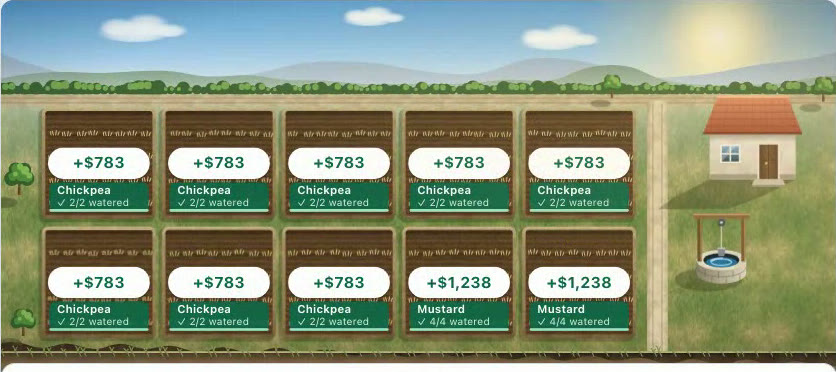 +$783
Chickpea
✓ 2/2 watered
+$783
Chickpea
✓ 2/2 watered
+$783
Chickpea
✓ 2/2 watered
+$783
Chickpea
✓ 2/2 watered
+$783
Chickpea
✓ 2/2 watered
+$783
Chickpea
✓ 2/2 watered
+$783
Chickpea
✓ 2/2 watered
+$783
Chickpea
✓ 2/2 watered
+$1,238
Mustard
✓ 4/4 watered
+$1,238
Mustard
✓ 4/4 watered